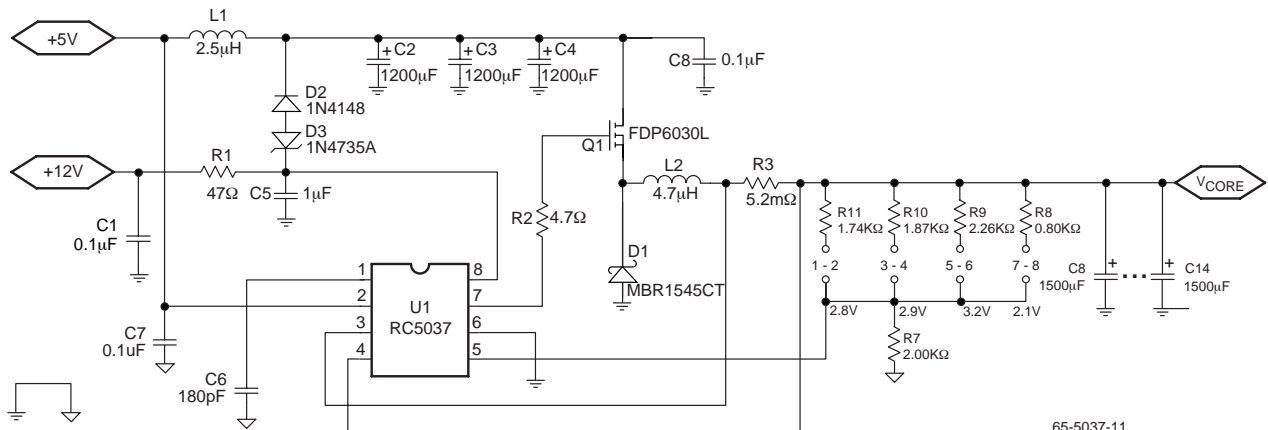 +5V
L1
2.5µH
+C2
1200µF
+C3
1200µF
+C4
1200µF
C8
0.1µF
D2
1N4148
D3
1N4735A
Q1
FDP6030L
+12V
R1
47Ω
C5
1µF
L2
4.7µH
R3
5.2mΩ
VCORE
C1
0.1µF
R2
4.7Ω
R11
1.74KΩ
R10
1.87KΩ
R9
2.26KΩ
R8
0.80KΩ
D1
MBR1545CT
1 - 2
3 - 4
5 - 6
7 - 8
C8
1500µF
+
C14
1500µF
+
2.8V
2.9V
3.2V
2.1V
R7
2.00KΩ
1
2
3
4
U1
RC5037
8
7
6
5
C7
0.1uF
C6
180pF
65-5037-11